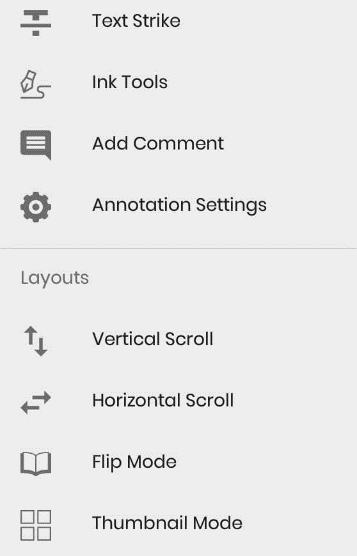 Text Strike
Ink Tools
Add Comment
Annotation Settings
Layouts
Vertical Scroll
Horizontal Scroll
Flip Mode
Thumbnail Mode